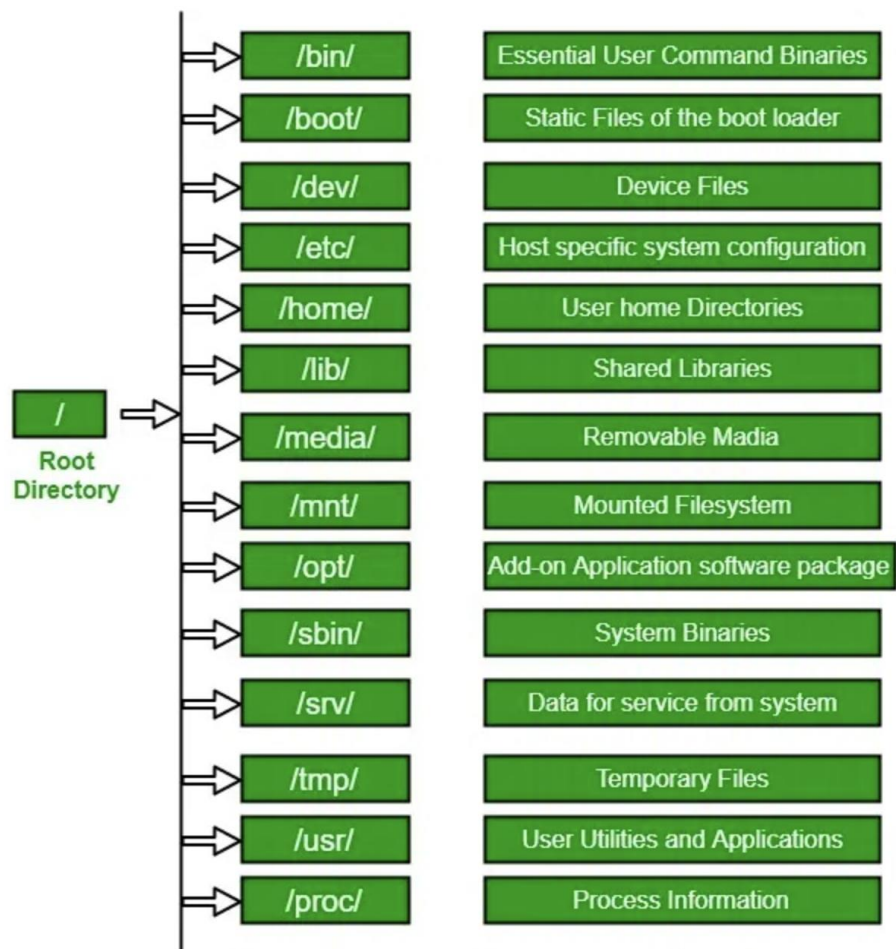 /bin/ Essential User Command Binaries
/boot/ Static Files of the boot loader
/dev/ Device Files
/etc/ Host specific system configuration
/home/ User home Directories
/lib/ Shared Libraries
/
Root
Directory
/media/ Removable Madia
/mnt/ Mounted Filesystem
/opt/ Add-on Application software package
/sbin/ System Binaries
/srv/ Data for service from system
/tmp/ Temporary Files
/usr/ User Utilities and Applications
/proc/ Process Information